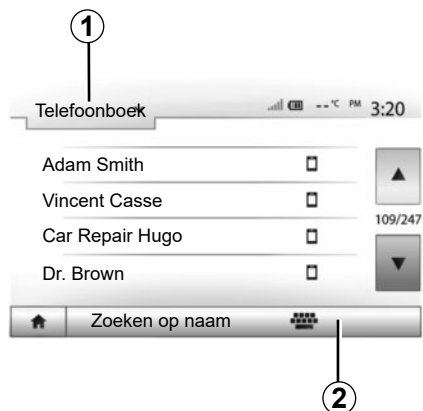 1
Telefoonboek
--°C PM 3:20
Adam Smith
Vincent Casse
Car Repair Hugo
109/247
Dr. Brown
Zoeken op naam
2